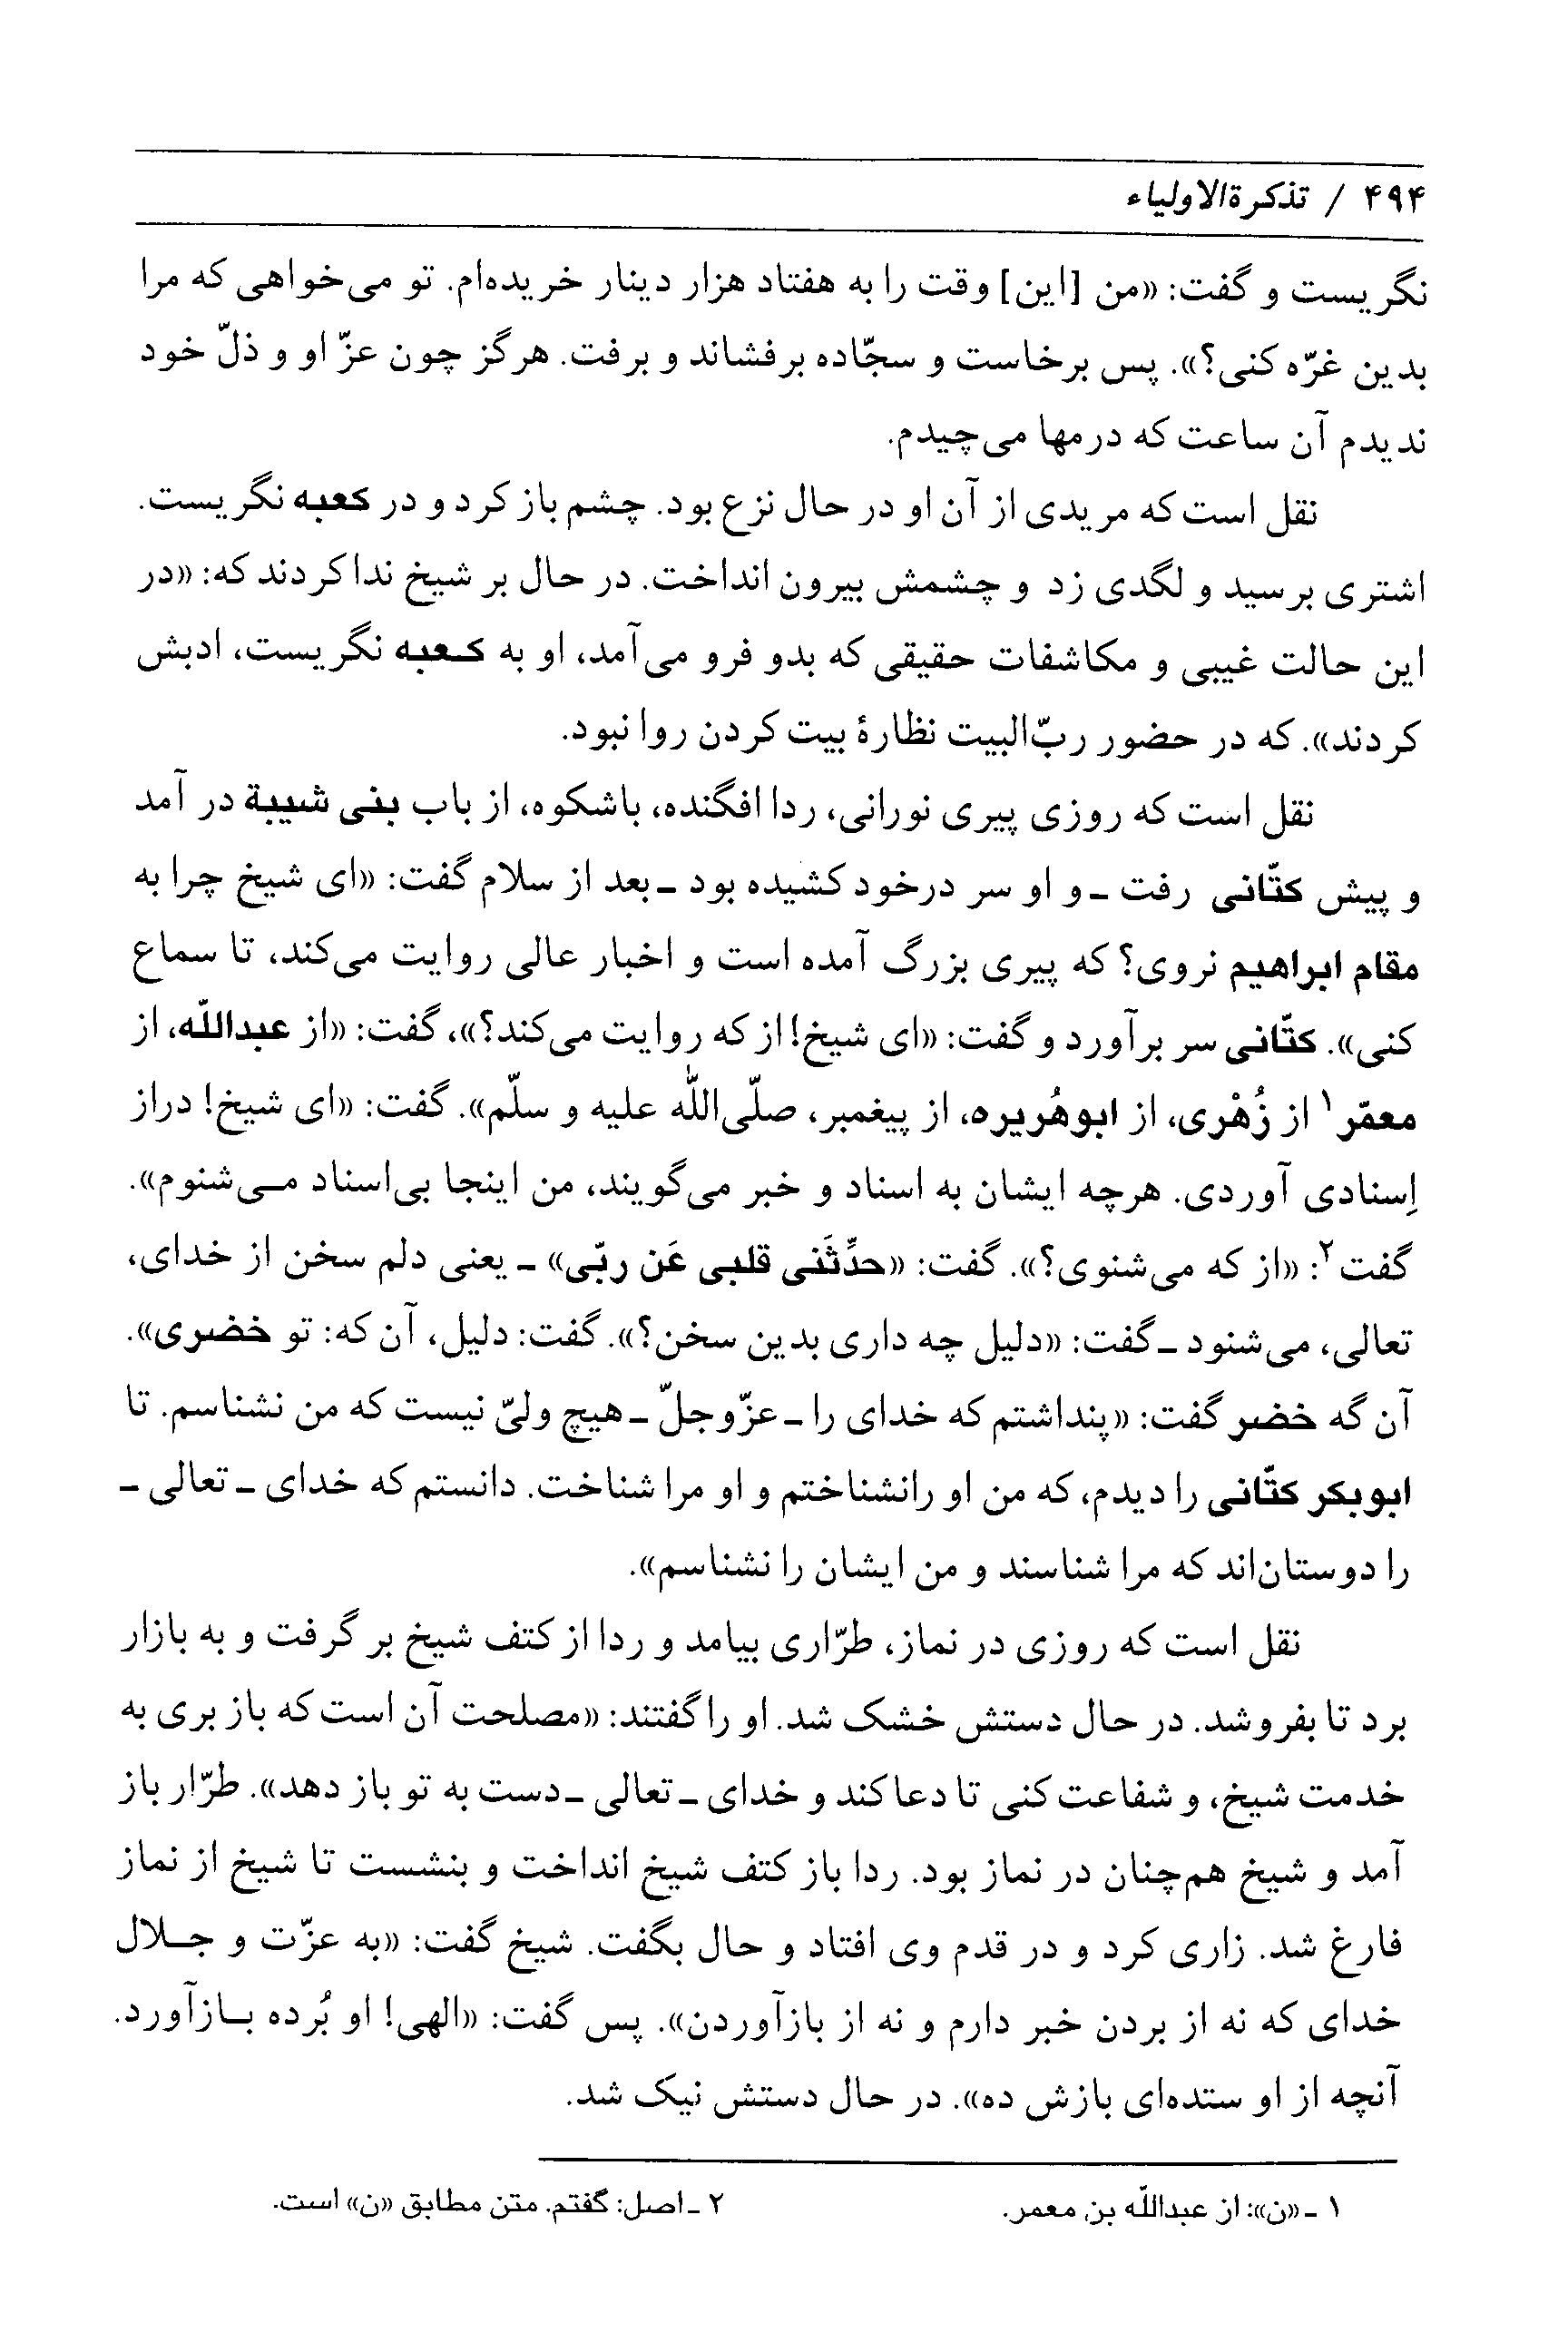 ۴۹۴ / تذکرةالاولیاء
نگریست و گفت: «من [این] وقت را به هفتاد هزار دینار خریده‌ام. تو می‌خواهی که مرا
بدین غرّه کنی؟». پس برخاست و سجّاده برفشاند و برفت. هرگز چون عزّ او و ذلّ خود
ندیدم آن ساعت که درمها می‌چیدم.
نقل است که مریدی از آن او در حال نزع بود. چشم باز کرد و در کعبه نگریست.
اشتری برسید و لگدی زد و چشمش بیرون انداخت. در حال بر شیخ ندا کردند که: «در
این حالت غیبی و مکاشفات حقیقی که بدو فرو می‌آمد، او به کعبه نگریست، ادبش
کردند». که در حضور ربّ‌البیت نظارهٔ بیت کردن روا نبود.
نقل است که روزی پیری نورانی، ردا افگنده، باشکوه، از باب بنی شیبة در آمد
و پیش کتّانی رفت ـ و او سر درخود کشیده بود ـ بعد از سلام گفت: «ای شیخ چرا به
مقام ابراهیم نروی؟ که پیری بزرگ آمده است و اخبار عالی روایت می‌کند، تا سماع
کنی». کتّانی سر برآورد و گفت: «ای شیخ! از که روایت می‌کند؟»، گفت: «از عبداللّه، از
معمّر۱ از زُهْری، از ابوهُریره، از پیغمبر، صلّی‌اللّه علیه و سلّم». گفت: «ای شیخ! دراز
اِسنادی آوردی. هرچه ایشان به اسناد و خبر می‌گویند، من اینجا بی‌اسناد می‌شنوم».
گفت۲: «از که می‌شنوی؟». گفت: «حدِّثَنی قلبی عَن ربّی» ـ یعنی دلم سخن از خدای،
تعالی، می‌شنود ـ گفت: «دلیل چه داری بدین سخن؟». گفت: دلیل، آن که: تو خضری».
آن گه خضر گفت: «پنداشتم که خدای را ـ عزّوجلّ ـ هیچ ولیّ نیست که من نشناسم. تا
ابوبکر کتّانی را دیدم، که من او رانشناختم و او مرا شناخت. دانستم که خدای ـ تعالی ـ
را دوستان‌اند که مرا شناسند و من ایشان را نشناسم».
نقل است که روزی در نماز، طرّاری بیامد و ردا از کتف شیخ بر گرفت و به بازار
برد تا بفروشد. در حال دستش خشک شد. او را گفتند: «مصلحت آن است که باز بری به
خدمت شیخ، و شفاعت کنی تا دعا کند و خدای ـ تعالی ـ دست به تو باز دهد». طرّار باز
آمد و شیخ هم‌چنان در نماز بود. ردا باز کتف شیخ انداخت و بنشست تا شیخ از نماز
فارغ شد. زاری کرد و در قدم وی افتاد و حال بگفت. شیخ گفت: «به عزّت و جلال
خدای که نه از بردن خبر دارم و نه از بازآوردن». پس گفت: «الهی! او بُرده بازآورد.
آنچه از او ستده‌ای بازش ده». در حال دستش نیک شد.
۱ ـ «ن»: از عبداللّه بن معمر.
۲ ـ اصل: گفتم. متن مطابق «ن» است.